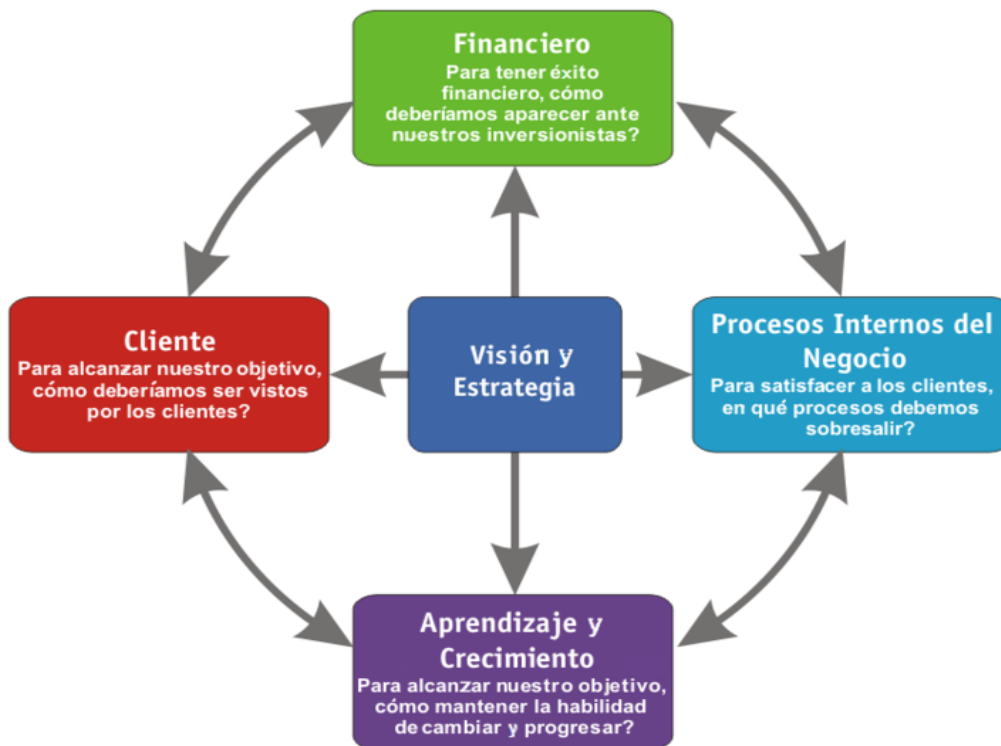 Financiero
Para tener éxito
financiero, cómo
deberíamos aparecer ante
nuestros inversionistas?
Cliente
Para alcanzar nuestro objetivo,
cómo deberíamos ser vistos
por los clientes?
Visión y
Estrategia
Procesos Internos del
Negocio
Para satisfacer a los clientes,
en qué procesos debemos
sobresalir?
Aprendizaje y
Crecimiento
Para alcanzar nuestro objetivo,
cómo mantener la habilidad
de cambiar y progresar?